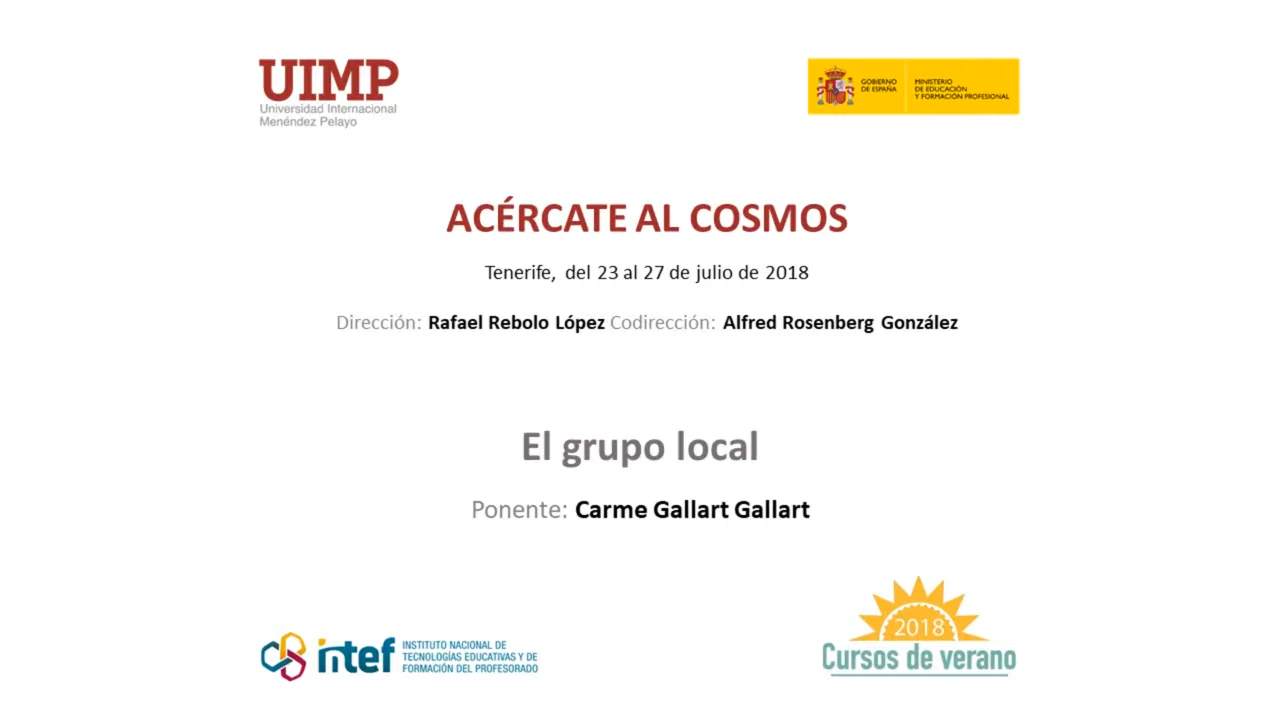 UIMP
Universidad Internacional
Menéndez Pelayo
GOBIERNO
DE ESPAÑA
MINISTERIO
DE EDUCACIÓN
Y FORMACIÓN PROFESIONAL
ACÉRCATE AL COSMOS
Tenerife, del 23 al 27 de julio de 2018
Dirección: Rafael Rebolo López Codirección: Alfred Rosenberg González
El grupo local
Ponente: Carme Gallart Gallart
intef
INSTITUTO NACIONAL DE
TECNOLOGÍAS EDUCATIVAS Y DE
FORMACIÓN DEL PROFESORADO
2018
Cursos de verano